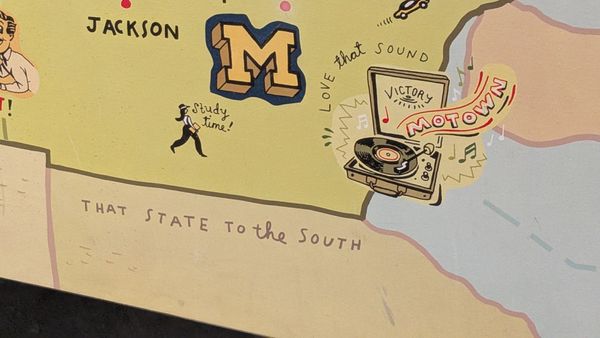 JACKSON
M
Study
time!
LOVE that SOUND
VICTORY
MOTOWN
!
THAT STATE TO the SOUTH